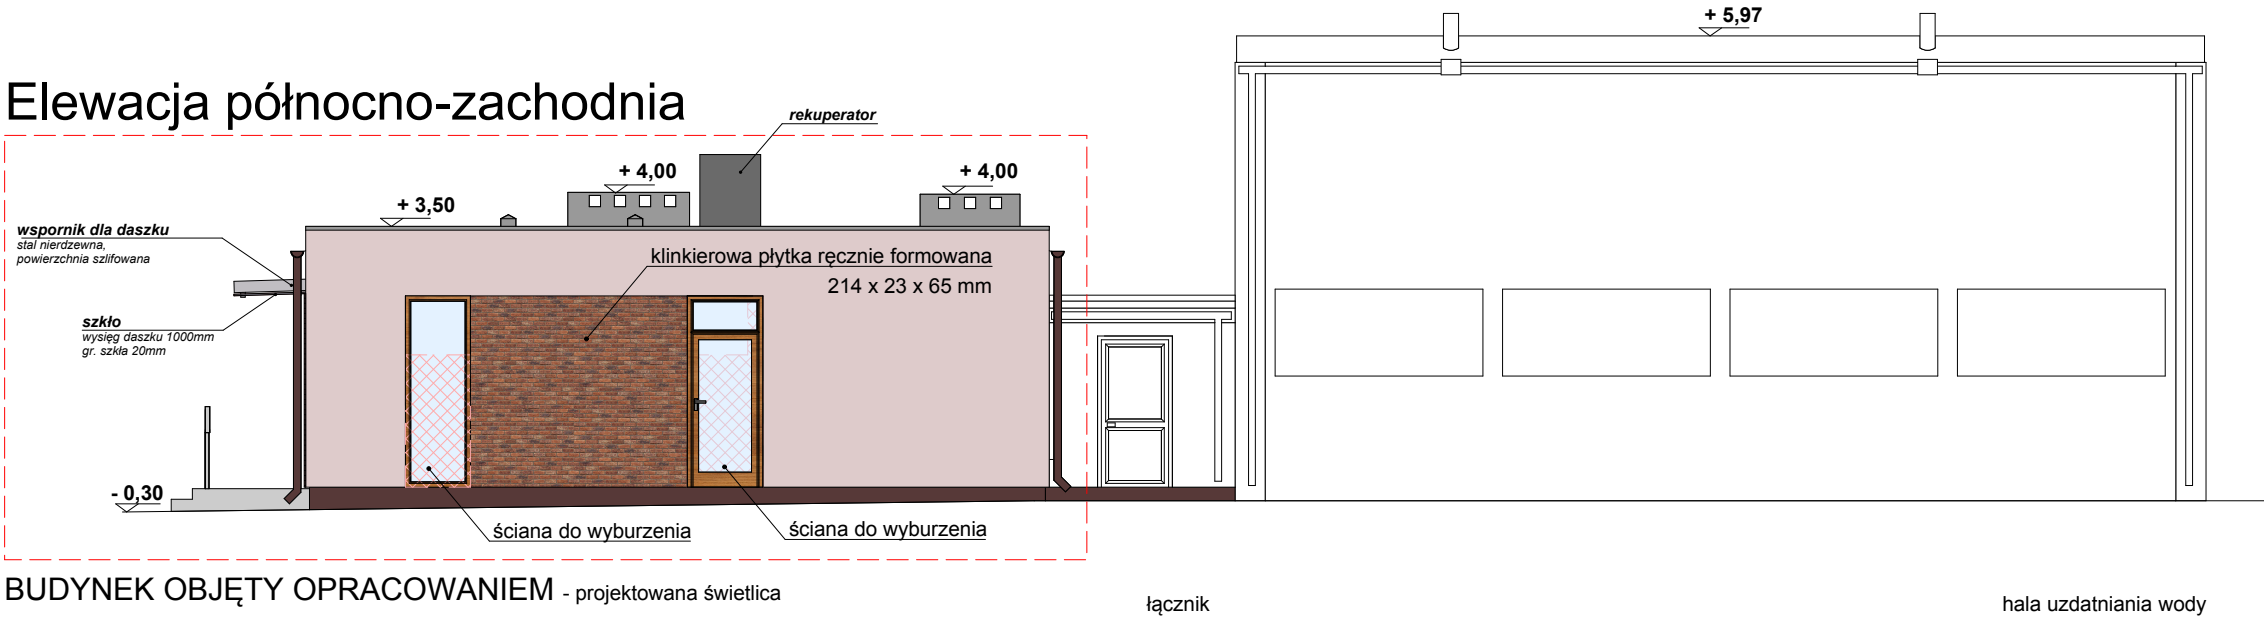 + 5,97
Elewacja północno-zachodnia
rekuperator
+ 4,00
+ 4,00
+ 3,50
wspornik dla daszku
stal nierdzewna,
powierzchnia szlifowana
klinkierowa płytka ręcznie formowana
214 x 23 x 65 mm
szkło
wysięg daszku 1000mm
gr. szkła 20mm
- 0,30
ściana do wyburzenia
ściana do wyburzenia
BUDYNEK OBJĘTY OPRACOWANIEM - projektowana świetlica
łącznik
hala uzdatniania wody